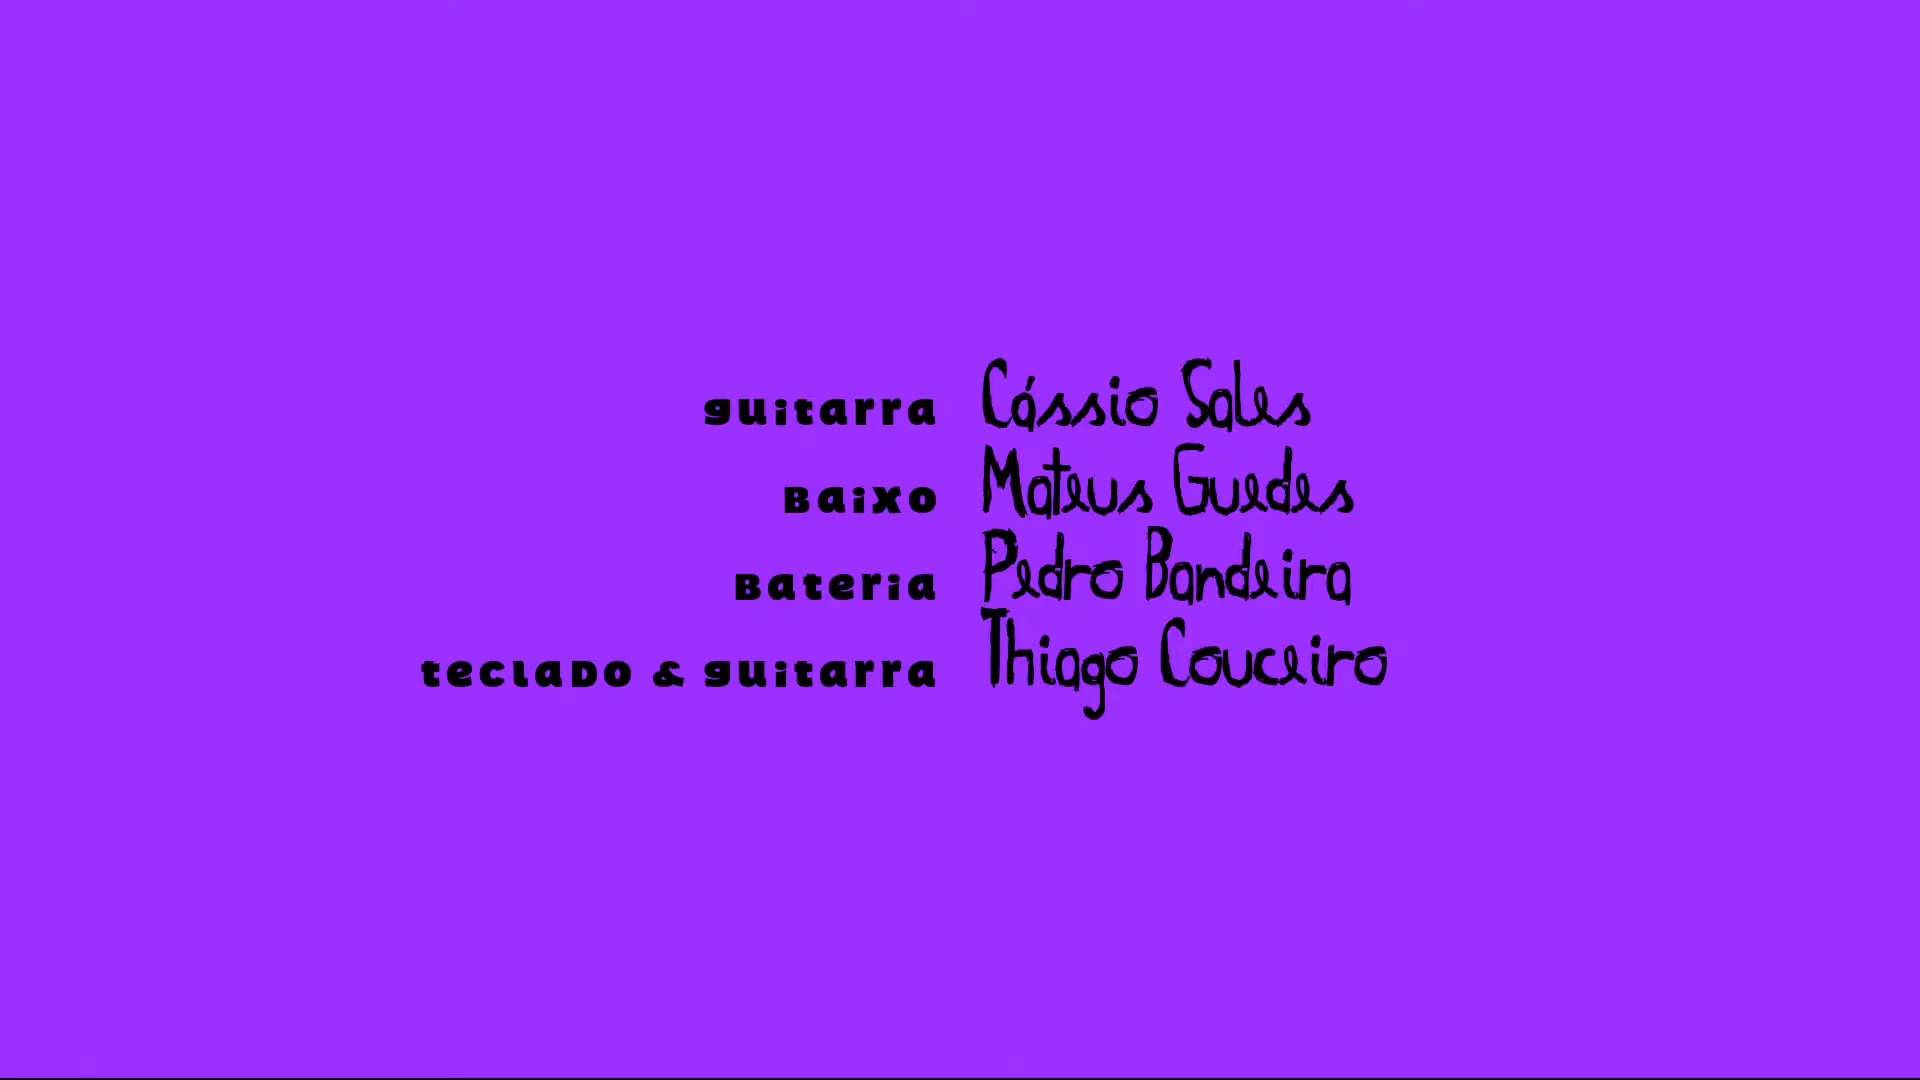 guitarra Cássio Sales
Baixo Mateus Guedes
Bateria Pedro Bandeira
teclado & guitarra Thiago Couceiro